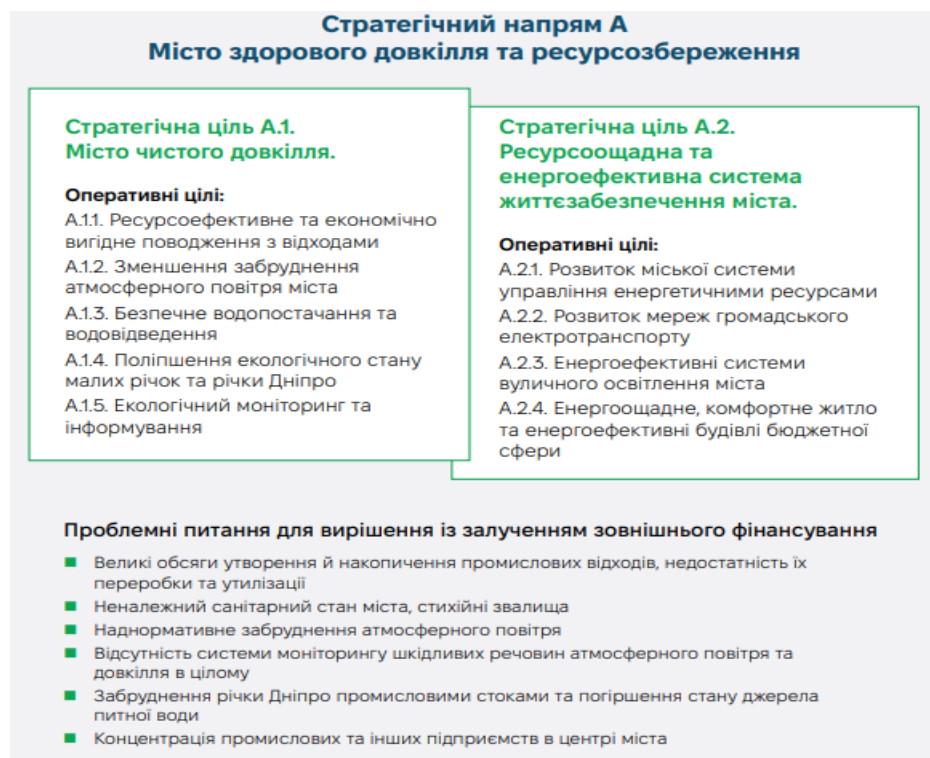 Стратегічний напрям А
Місто здорового довкілля та ресурсозбереження
Стратегічна ціль А.1.
Місто чистого довкілля.
Оперативні цілі:
А.1.1. Ресурсоефективне та економічно
вигідне поводження з відходами
А.1.2. Зменшення забруднення
атмосферного повітря міста
А.1.3. Безпечне водопостачання та
водовідведення
А.1.4. Поліпшення екологічного стану
малих річок та річки Дніпро
А.1.5. Екологічний моніторинг та
інформування
Стратегічна ціль А.2.
Ресурсоощадна та
енергоефективна система
життєзабезпечення міста.
Оперативні цілі:
А.2.1. Розвиток міської системи
управління енергетичними ресурсами
А.2.2. Розвиток мереж громадського
електротранспорту
А.2.3. Енергоефективні системи
вуличного освітлення міста
А.2.4. Енергоощадне, комфортне житло
та енергоефективні будівлі бюджетної
сфери
Проблемні питання для вирішення із залученням зовнішнього фінансування
Великі обсяги утворення й накопичення промислових відходів, недостатність їх
переробки та утилізації
Неналежний санітарний стан міста, стихійні звалища
Наднормативне забруднення атмосферного повітря
Відсутність системи моніторингу шкідливих речовин атмосферного повітря та
довкілля в цілому
Забруднення річки Дніпро промисловими стоками та погіршення стану джерела
питної води
Концентрація промислових та інших підприємств в центрі міста